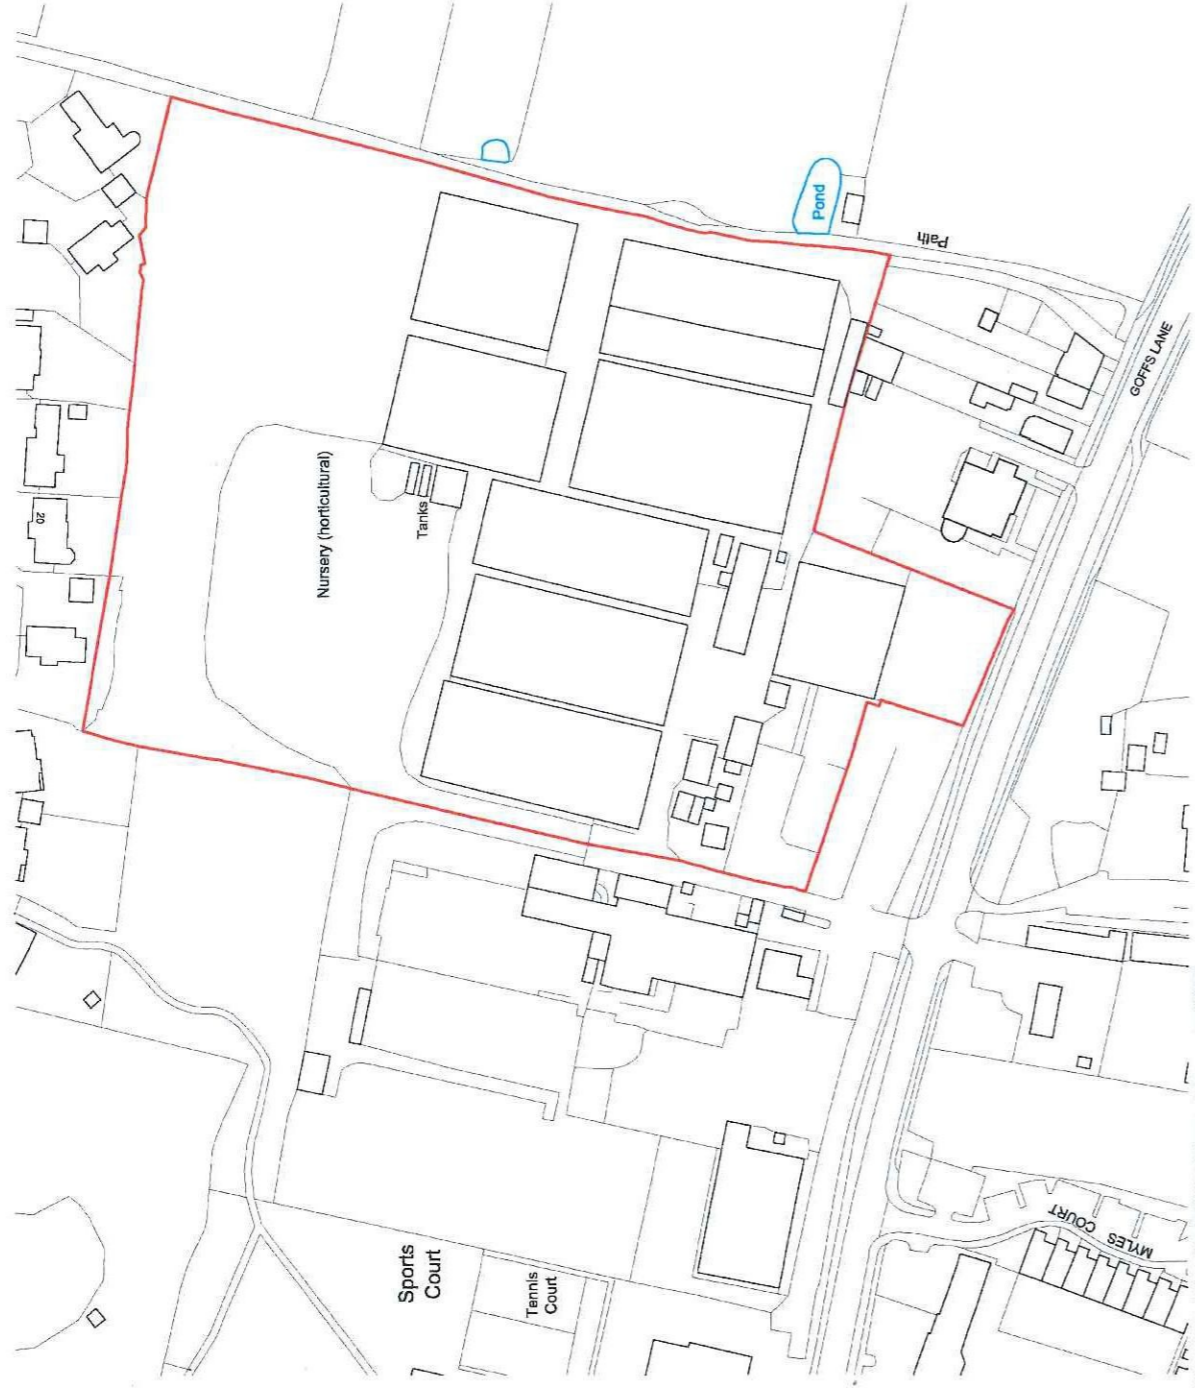 Pond
Path
GOFFS LANE
Nursery (horticultural)
Tanks
20
Sports
Court
Tennis
Court
MYLES COURT